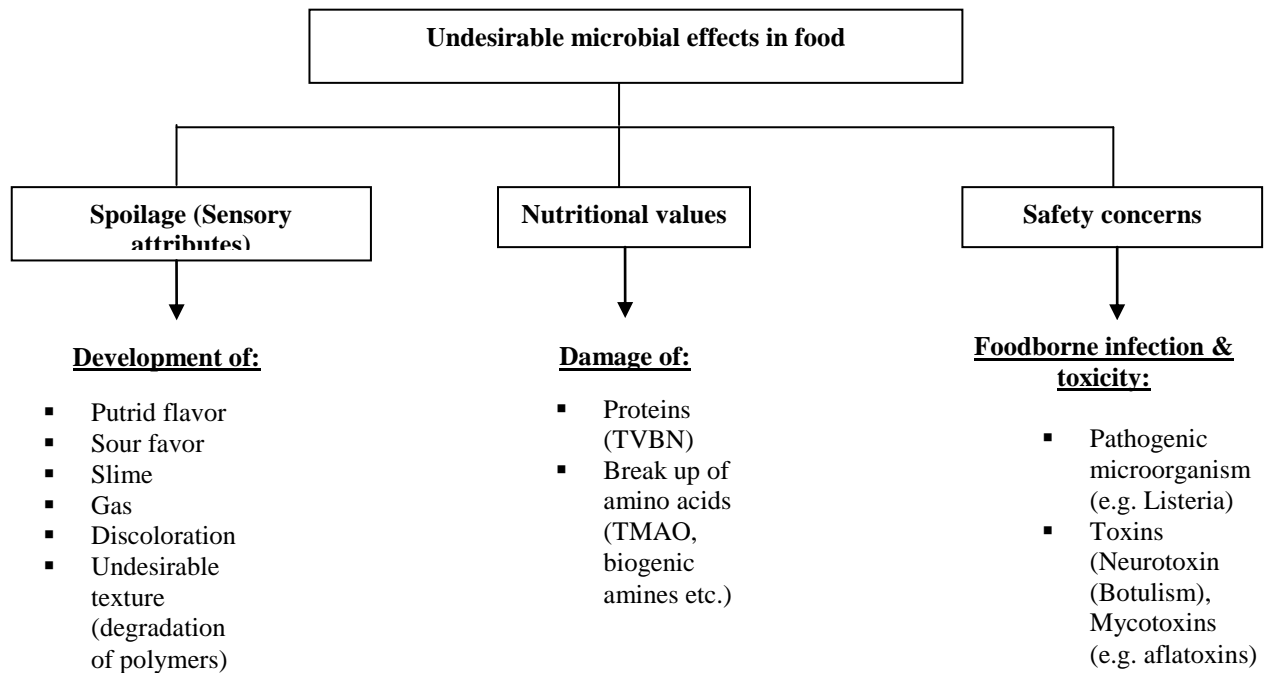 Undesirable microbial effects in food
Spoilage (Sensory
attributes)
Nutritional values
Safety concerns
Development of:
▪ Putrid flavor
▪ Sour favor
▪ Slime
▪ Gas
▪ Discoloration
▪ Undesirable
texture
(degradation
of polymers)
Damage of:
▪ Proteins
(TVBN)
▪ Break up of
amino acids
(TMAO,
biogenic
amines etc.)
Foodborne infection &
toxicity:
▪ Pathogenic
microorganism
(e.g. Listeria)
▪ Toxins
(Neurotoxin
(Botulism),
Mycotoxins
(e.g. aflatoxins)